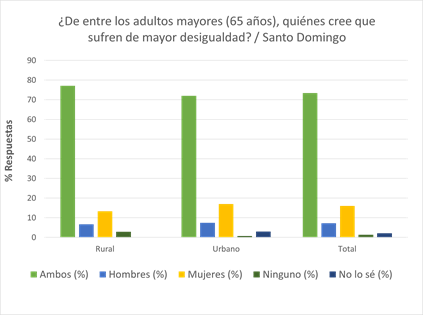 ¿De entre los adultos mayores (65 años), quiénes cree que
sufren de mayor desigualdad? / Santo Domingo
% Respuestas
90
80
70
60
50
40
30
20
10
0
Rural
Urbano
Total
Ambos (%)
Hombres (%)
Mujeres (%)
Ninguno (%)
No lo sé (%)